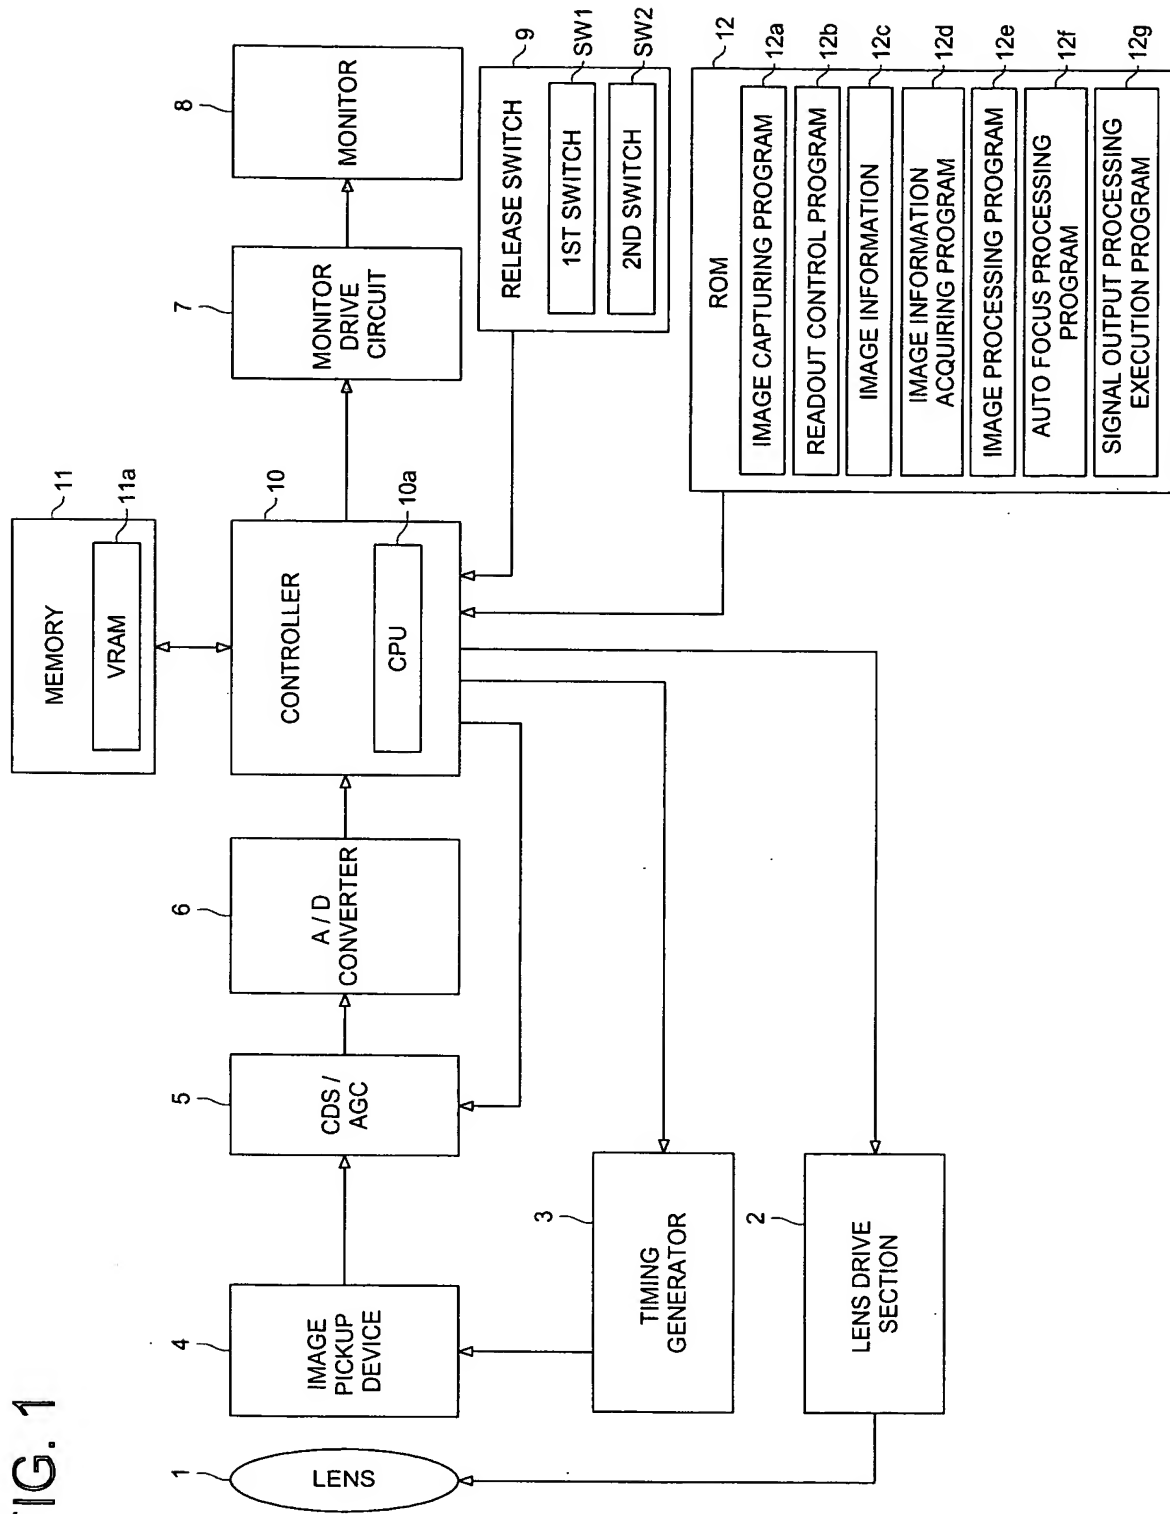 FIG. 1
11
MEMORY
11a
VRAM
1
LENS
4
IMAGE
PICKUP
DEVICE
5
CDS /
AGC
6
A / D
CONVERTER
10
CONTROLLER
10a
CPU
7
MONITOR
DRIVE
CIRCUIT
8
MONITOR
9
RELEASE SWITCH
SW1
1ST SWITCH
SW2
2ND SWITCH
3
TIMING
GENERATOR
2
LENS DRIVE
SECTION
12
ROM
12a
IMAGE CAPTURING PROGRAM
12b
READOUT CONTROL PROGRAM
12c
IMAGE INFORMATION
12d
IMAGE INFORMATION
ACQUIRING PROGRAM
12e
IMAGE PROCESSING PROGRAM
12f
AUTO FOCUS PROCESSING
PROGRAM
12g
SIGNAL OUTPUT PROCESSING
EXECUTION PROGRAM